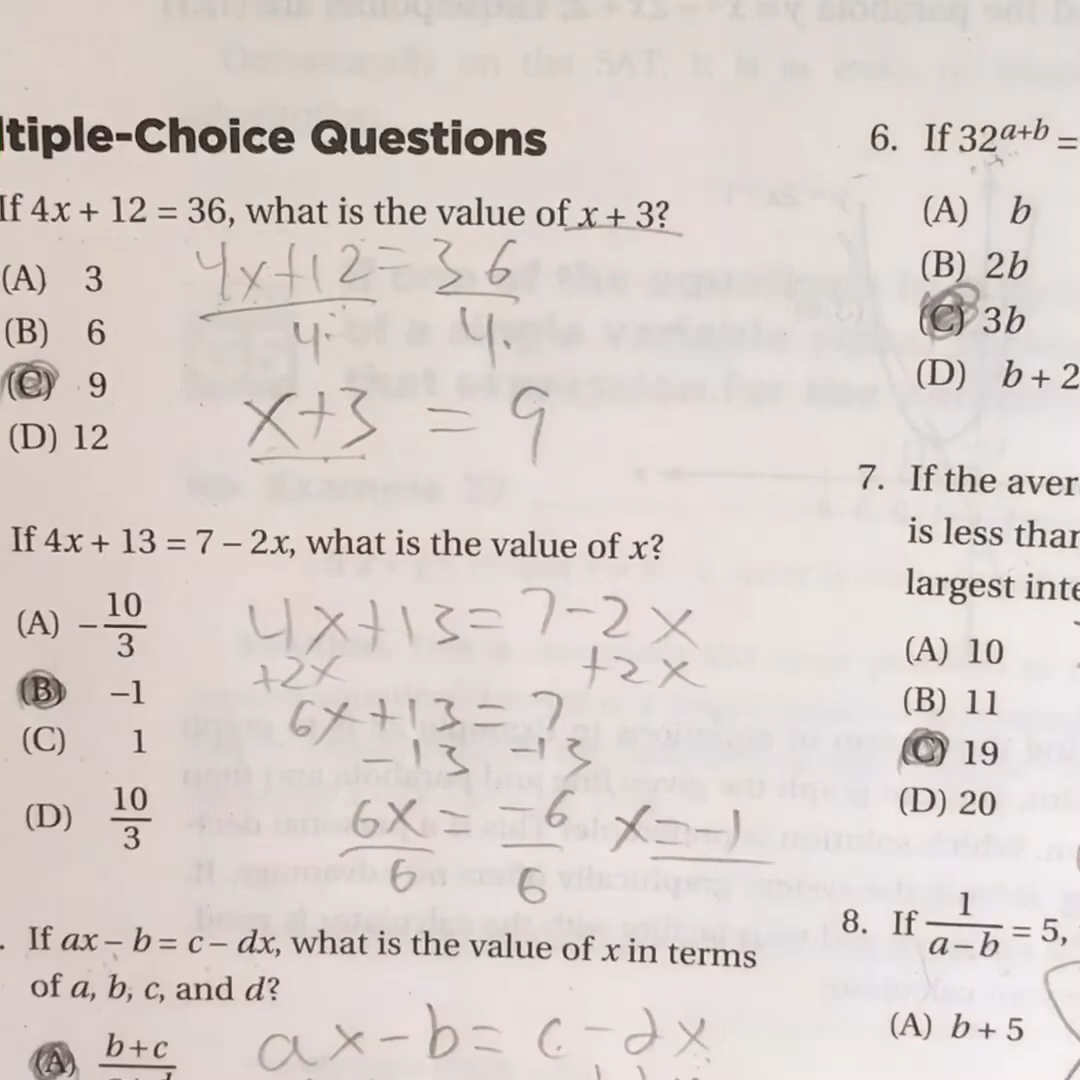 ltiple-Choice Questions
If 4x + 12 = 36, what is the value of x + 3?
4x+12=36
(A) 3
4. 4.
(B) 6
(C) 9
x+3 = 9
(D) 12
If 4x + 13 = 7 – 2x, what is the value of x?
(A) –10/3
4x+13=7-2x
+2x +2x
(B) –1
6x+13=7
(C) 1
-13 -13
(D) 10/3
6x = -6 x=-1
6 6
. If ax – b = c – dx, what is the value of x in terms
of a, b, c, and d?
ax-b=c-dx
(A) b+c
6. If 32^{a+b} =
(A) b
(B) 2b
(C) 3b
(D) b + 2
7. If the aver
is less than
largest inte
(A) 10
(B) 11
(C) 19
(D) 20
8. If 1/(a–b) = 5,
(A) b + 5